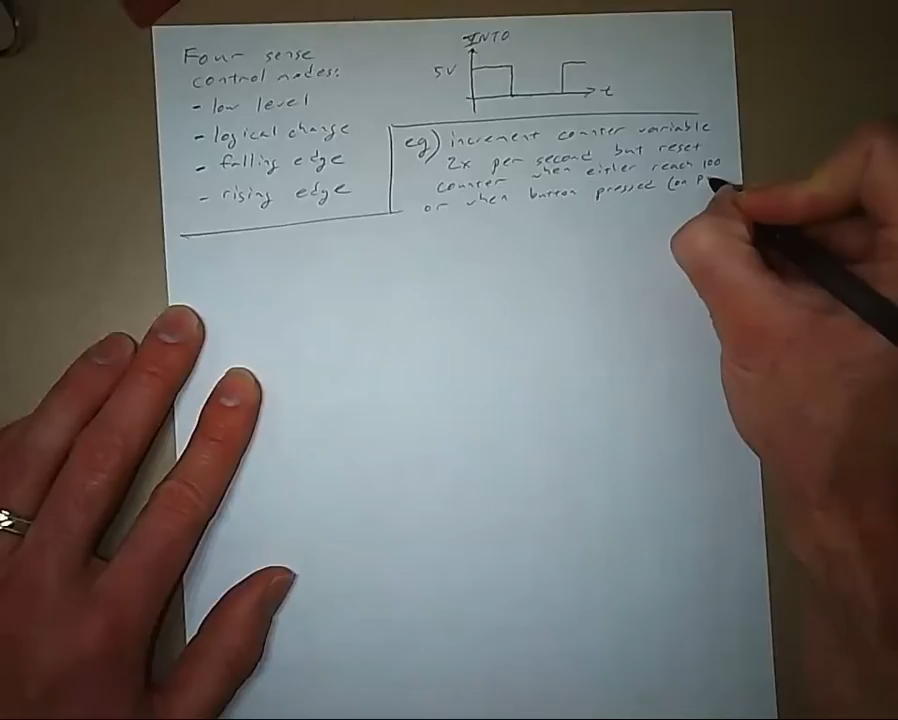 Four sense
control modes:
- low level
- logical change
- falling edge
- rising edge
INT0
5V
t
eg) increment counter variable
2x per second but reset
counter when either reach 100
or when button pressed (on P